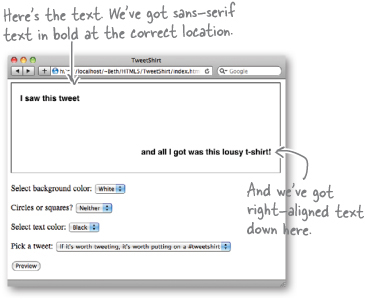 Here's the text. We've got sans-serif
text in bold at the correct location.
TweetShirt
localhost/~Beth/HTML5/TweetShirt/index.htm
Google
I saw this tweet
and all I got was this lousy t-shirt!
Select background color: White
Circles or squares? Neither
Select text color: Black
Pick a tweet: If it's worth tweeting, it's worth putting on a #tweetshirt
Preview
And we've got
right-aligned text
down here.